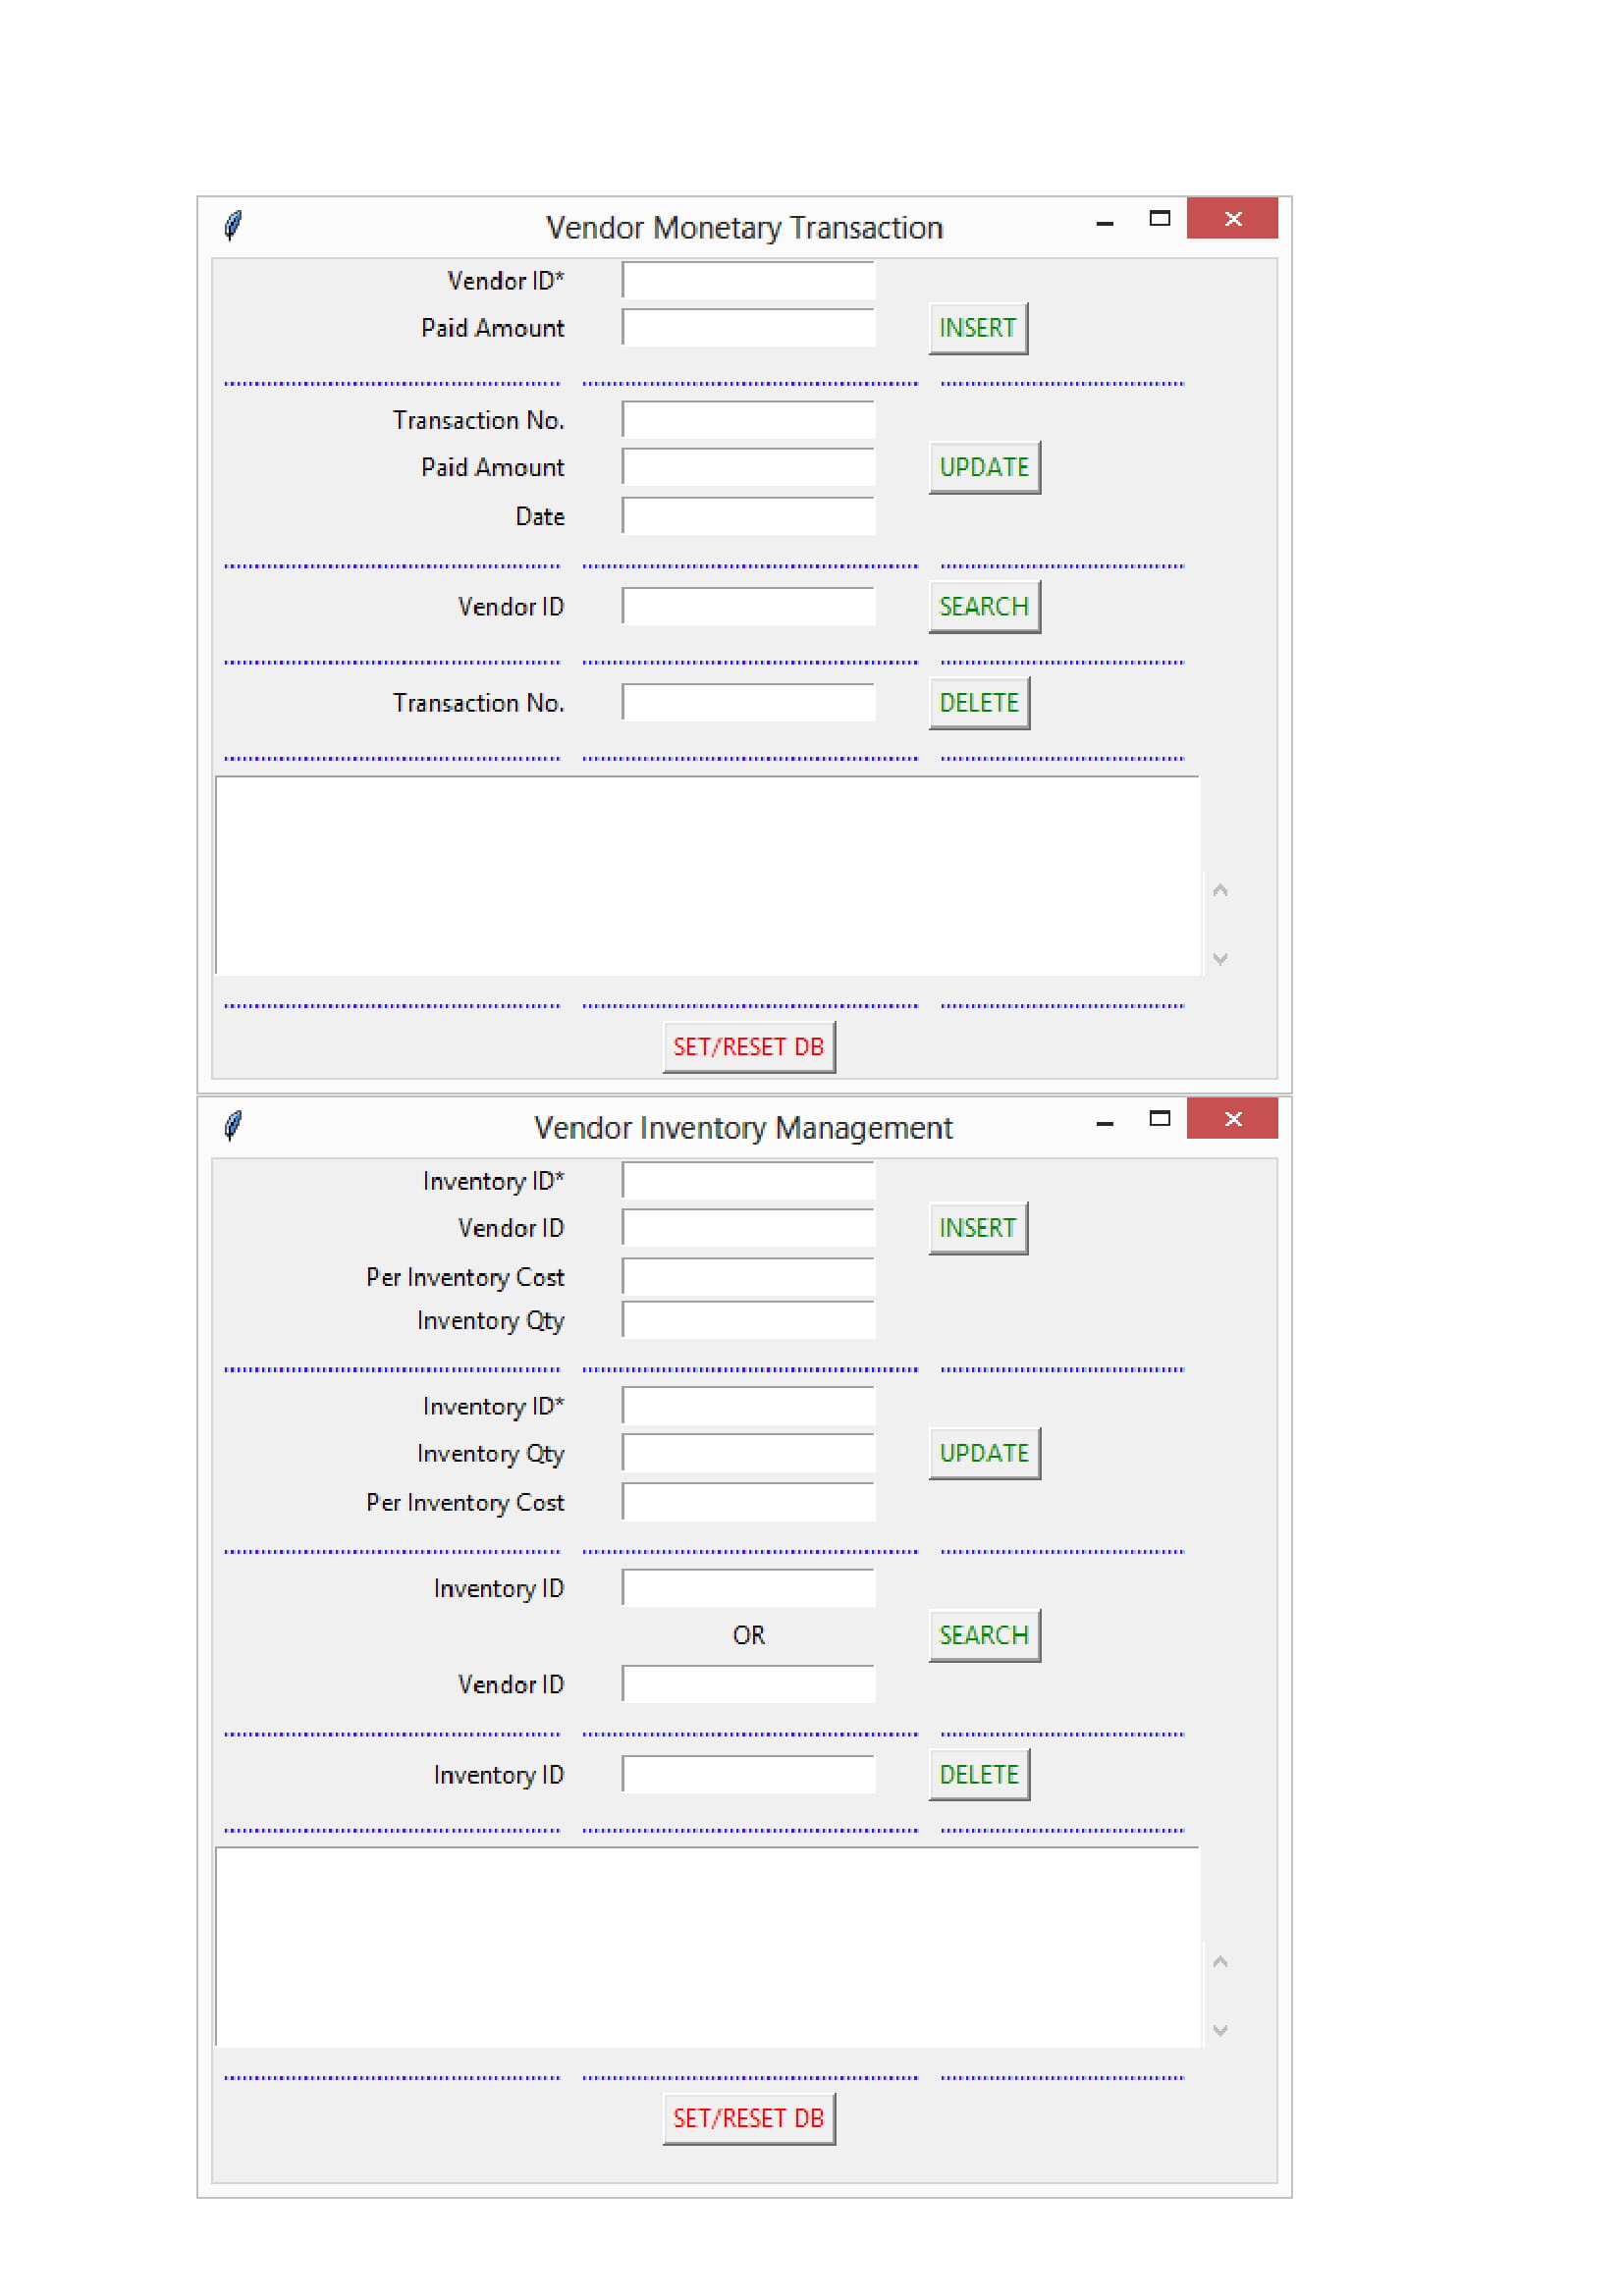 Vendor Monetary Transaction
Vendor ID*
Paid Amount INSERT
Transaction No.
Paid Amount UPDATE
Date
Vendor ID SEARCH
Transaction No. DELETE
SET/RESET DB
Vendor Inventory Management
Inventory ID*
Vendor ID INSERT
Per Inventory Cost
Inventory Qty
Inventory ID*
Inventory Qty UPDATE
Per Inventory Cost
Inventory ID
OR SEARCH
Vendor ID
Inventory ID DELETE
SET/RESET DB